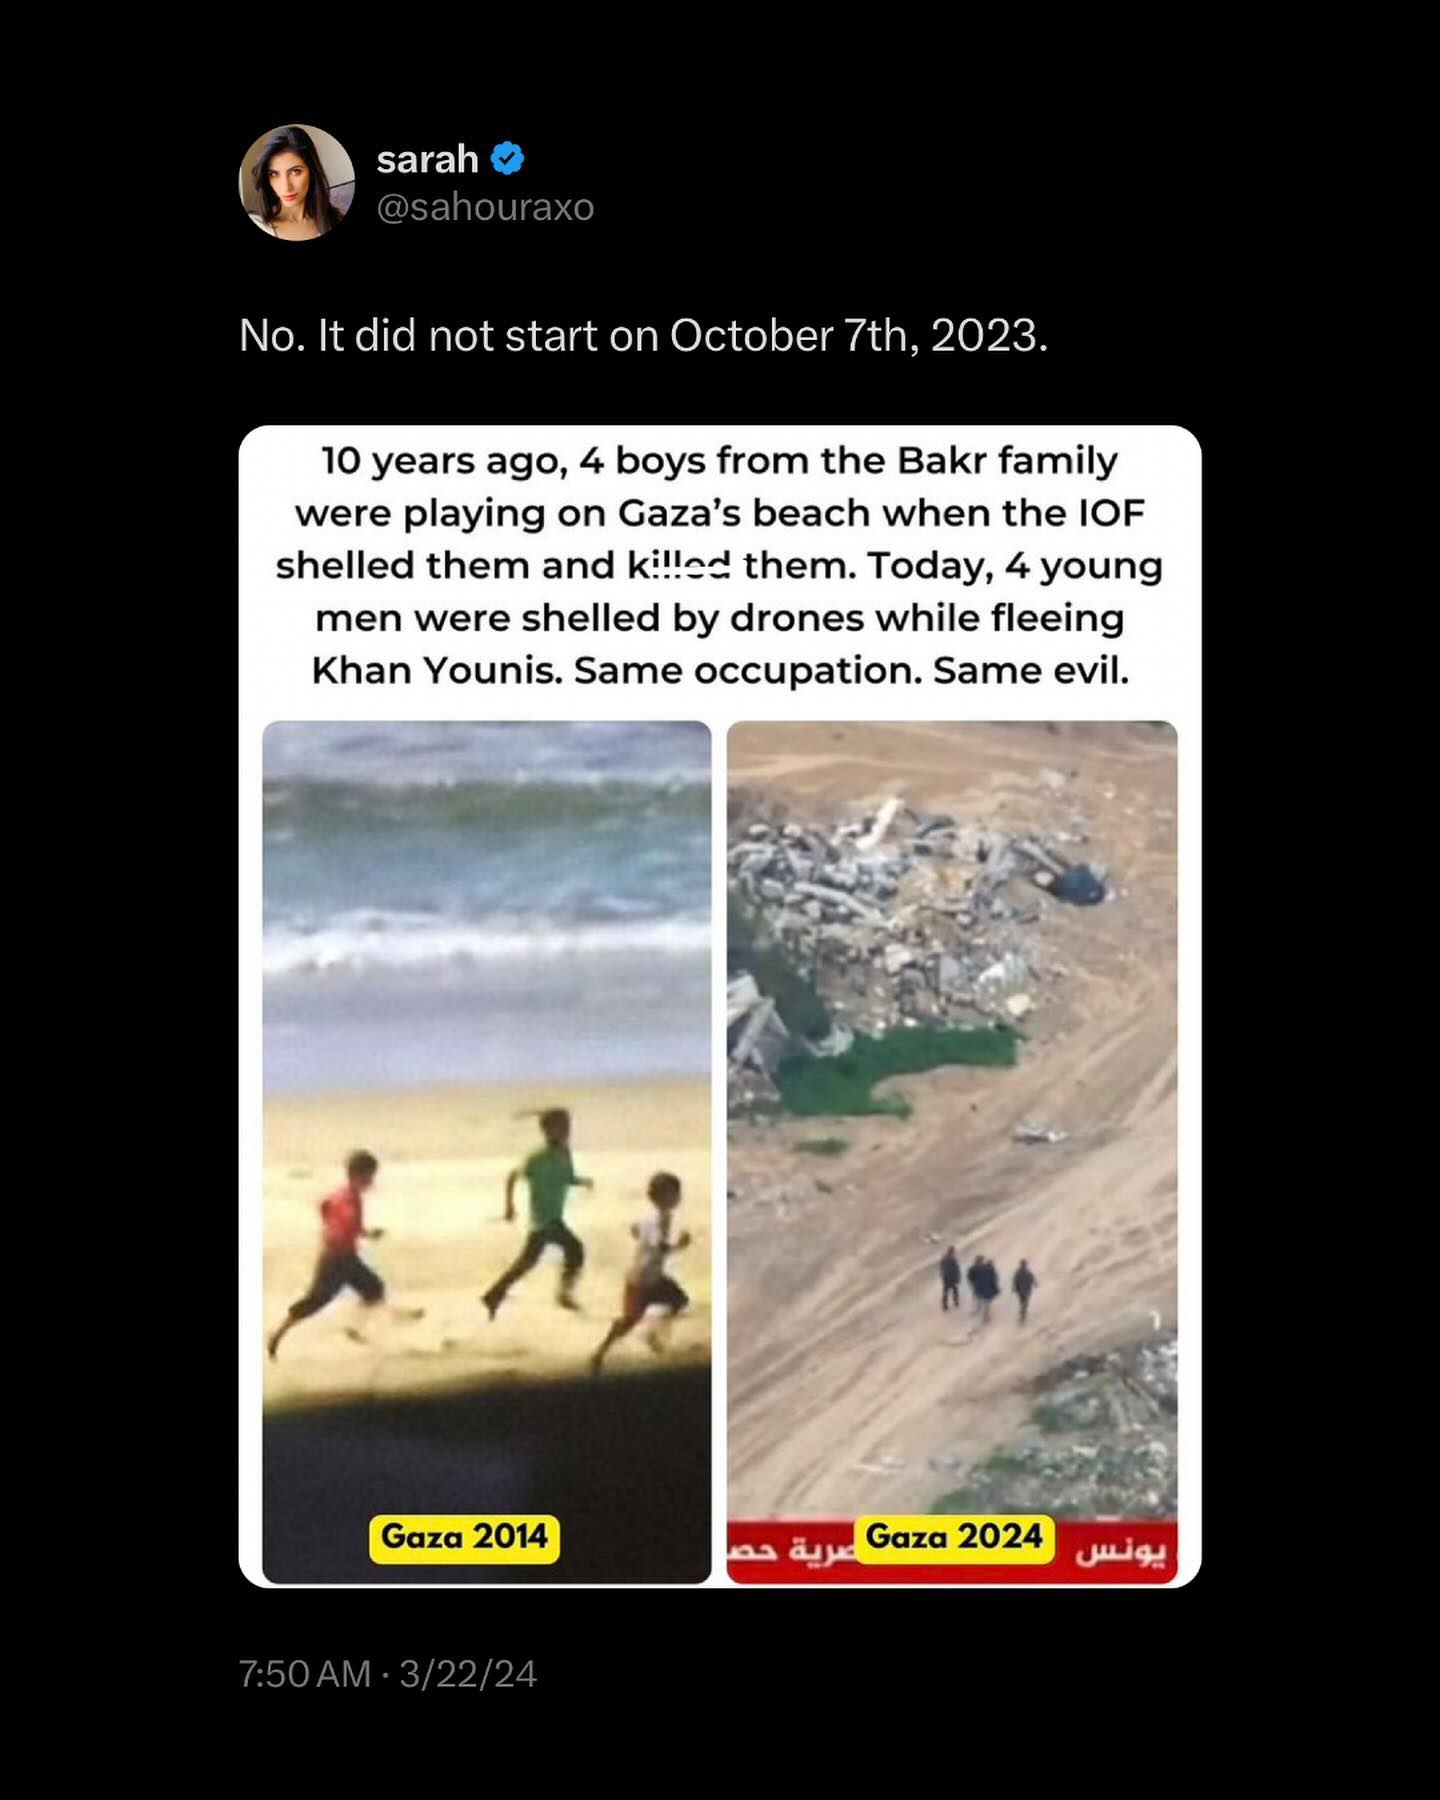 sarah
@sahouraxo
No. It did not start on October 7th, 2023.
10 years ago, 4 boys from the Bakr family
were playing on Gaza's beach when the IOF
shelled them and killed them. Today, 4 young
men were shelled by drones while fleeing
Khan Younis. Same occupation. Same evil.
Gaza 2014
Gaza 2024
يونس
صرية حص
7:50 AM · 3/22/24